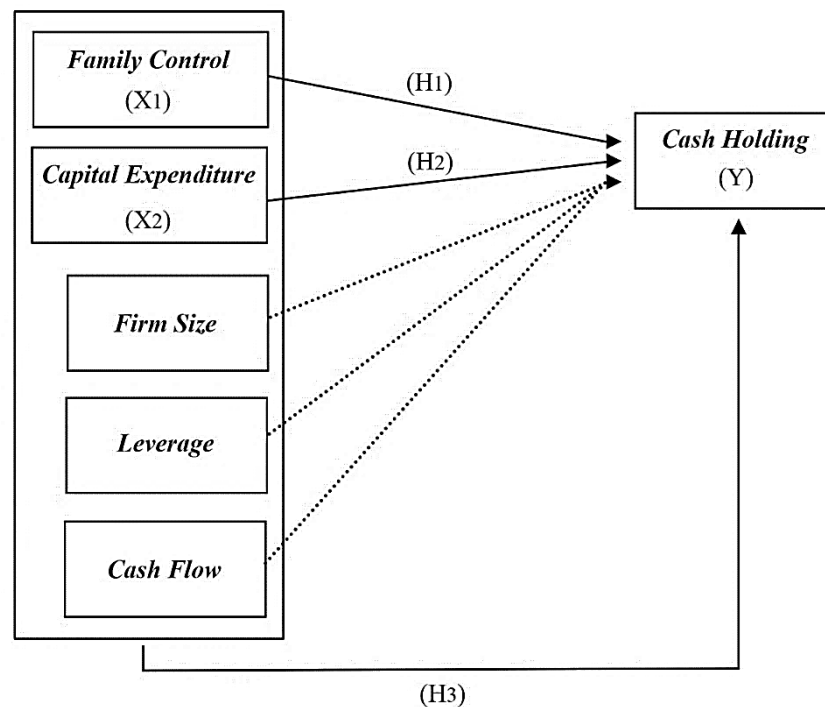 Family Control
(X1)
(H1)
Cash Holding
(Y)
Capital Expenditure
(X2)
(H2)
Firm Size
Leverage
Cash Flow
(H3)